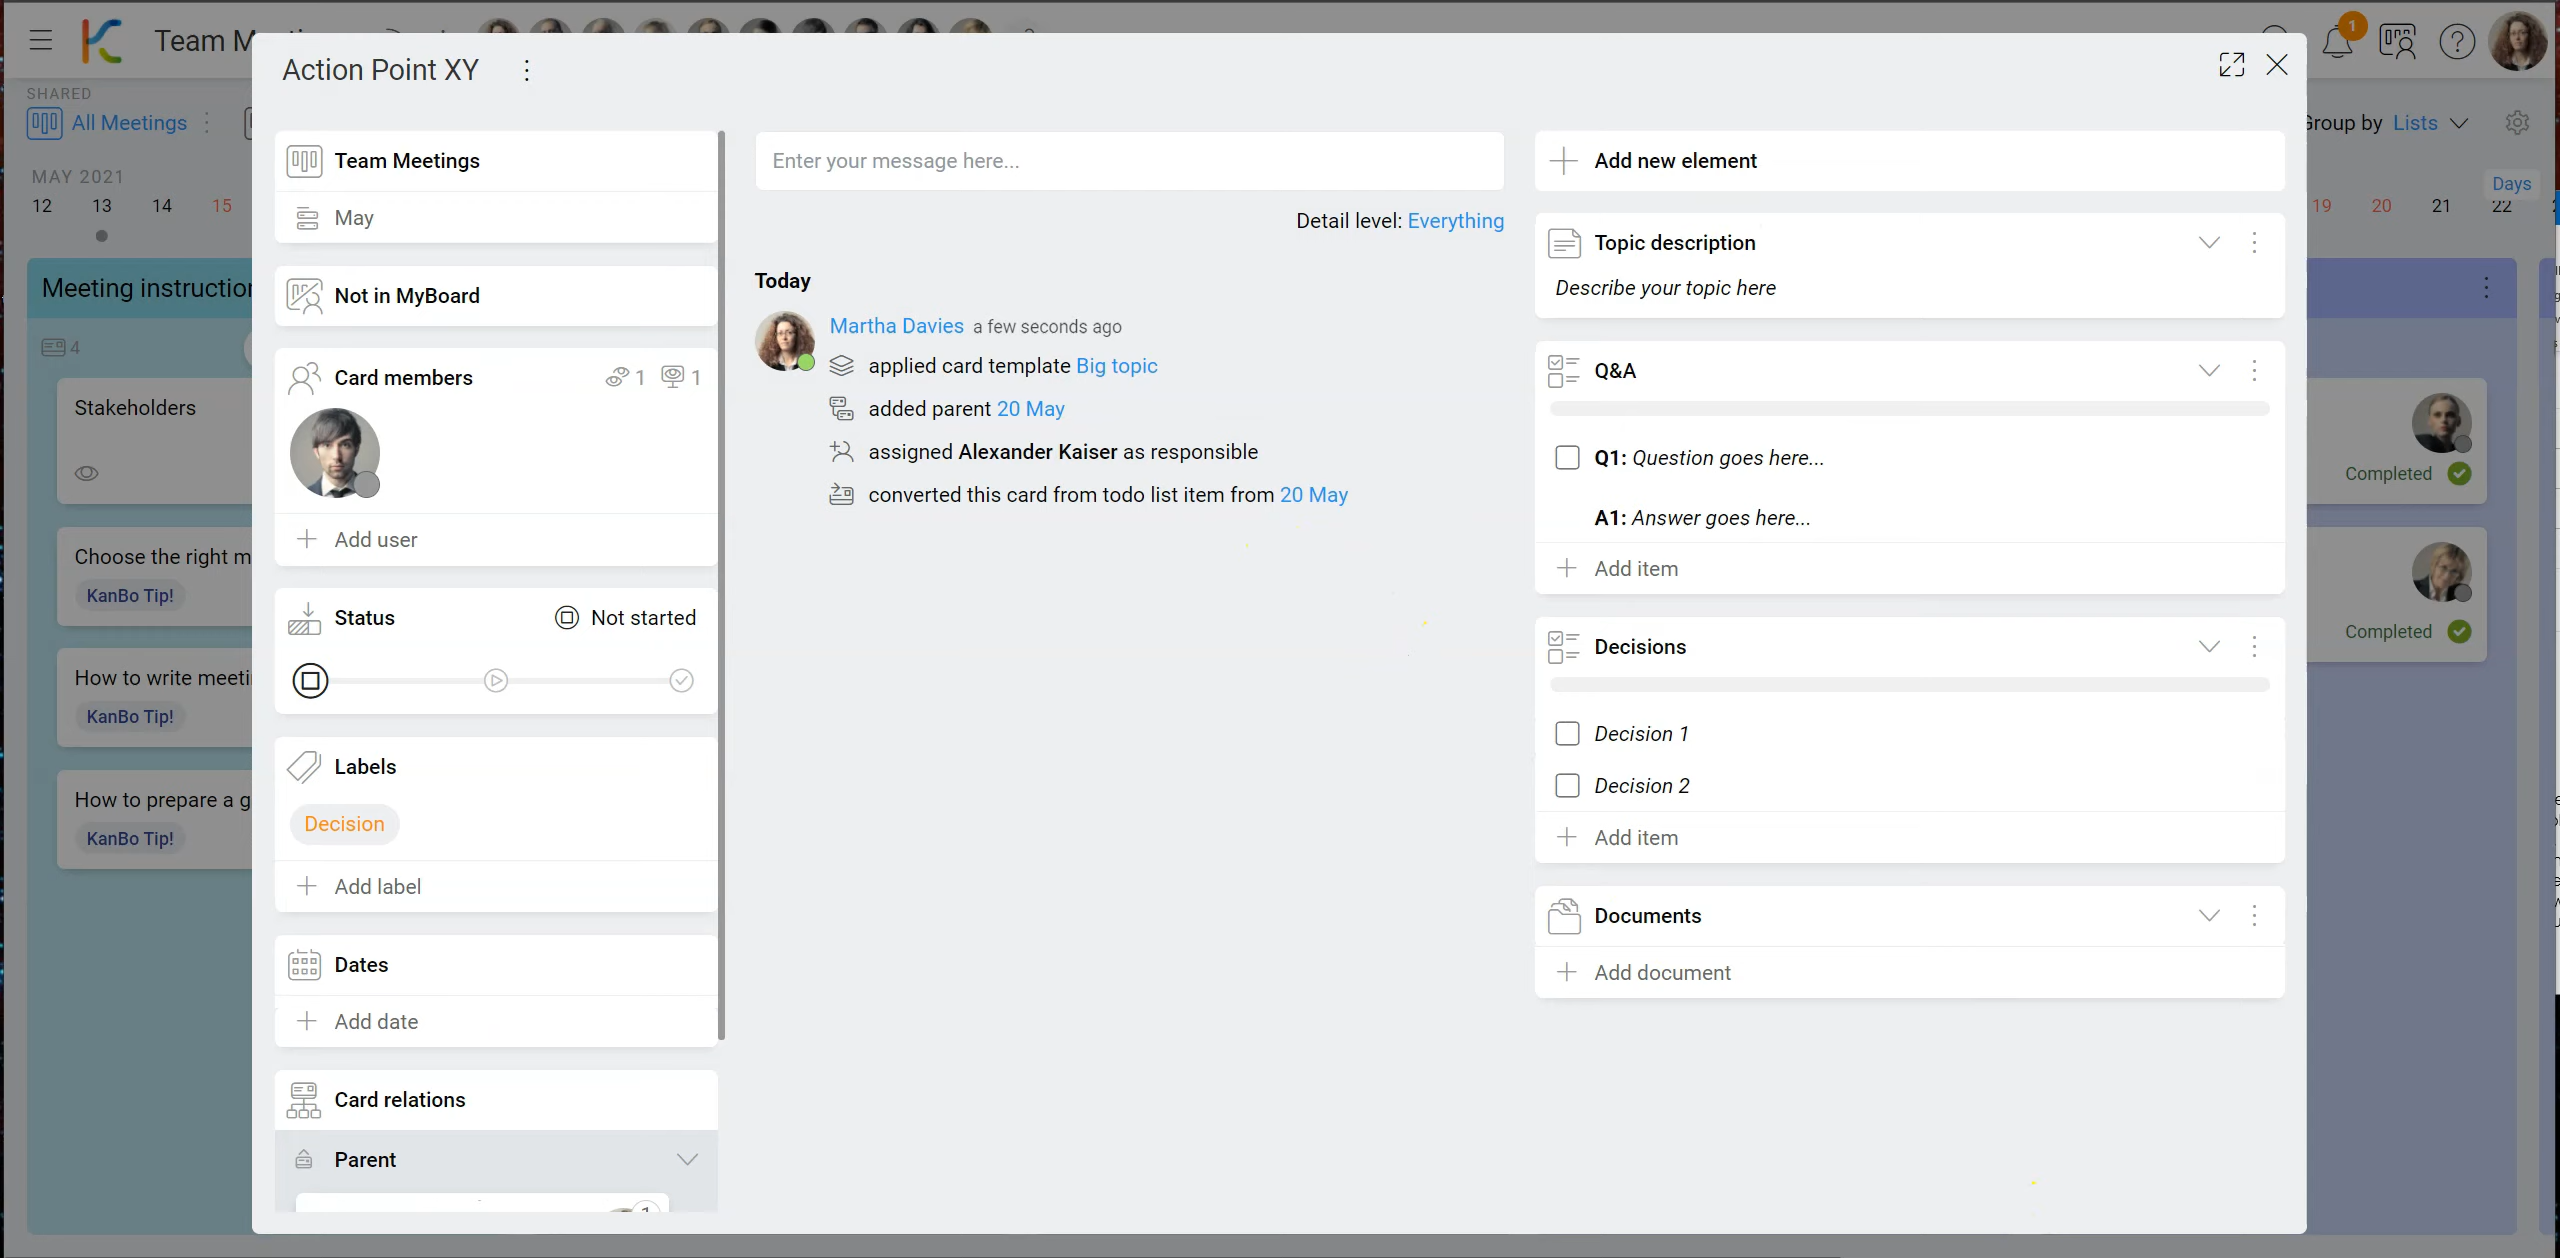 Team M
1
SHARED
All Meetings
Group by Lists
MAY 2021
Days
12 13 14 15
19 20 21 22
Meeting instruction
4
Stakeholders
Choose the right m
KanBo Tip!
How to write meeti
KanBo Tip!
How to prepare a g
KanBo Tip!
Completed
Completed
Action Point XY
Team Meetings
May
Not in MyBoard
Card members 1 1
Add user
Status Not started
Labels
Decision
Add label
Dates
Add date
Card relations
Parent
Enter your message here...
Detail level: Everything
Today
Martha Davies a few seconds ago
applied card template Big topic
added parent 20 May
assigned Alexander Kaiser as responsible
converted this card from todo list item from 20 May
Add new element
Topic description
Describe your topic here
Q&A
Q1: Question goes here...
A1: Answer goes here...
Add item
Decisions
Decision 1
Decision 2
Add item
Documents
Add document